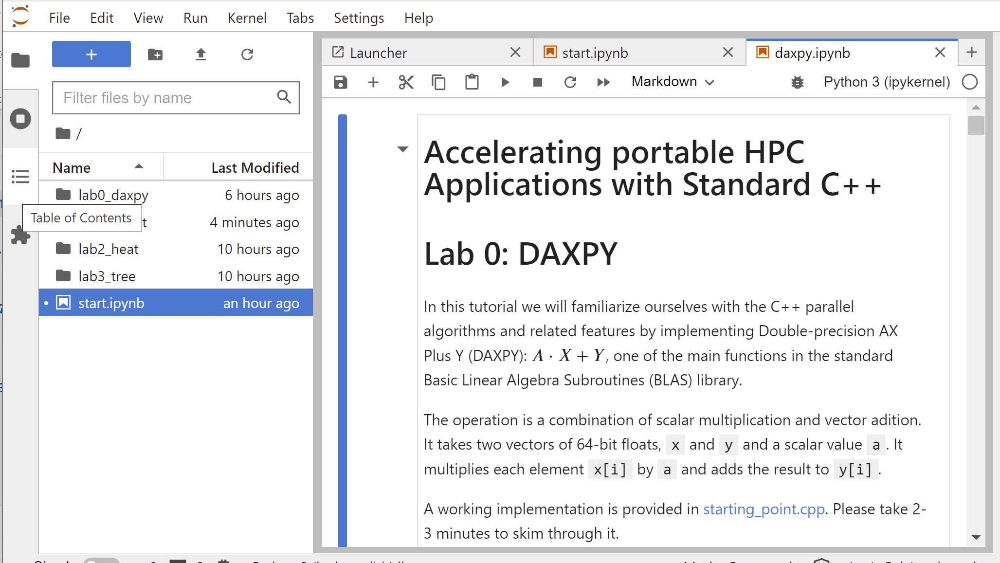 File Edit View Run Kernel Tabs Settings Help
Filter files by name
/
Name Last Modified
lab0_daxpy 6 hours ago
Table of Contents
t 4 minutes ago
lab2_heat 10 hours ago
lab3_tree 10 hours ago
start.ipynb an hour ago
Launcher start.ipynb daxpy.ipynb
Markdown Python 3 (ipykernel)
Accelerating portable HPC
Applications with Standard C++
Lab 0: DAXPY
In this tutorial we will familiarize ourselves with the C++ parallel
algorithms and related features by implementing Double-precision AX
Plus Y (DAXPY): A · X + Y, one of the main functions in the standard
Basic Linear Algebra Subroutines (BLAS) library.
The operation is a combination of scalar multiplication and vector adition.
It takes two vectors of 64-bit floats, x and y and a scalar value a. It
multiplies each element x[i] by a and adds the result to y[i].
A working implementation is provided in starting_point.cpp. Please take 2-
3 minutes to skim through it.